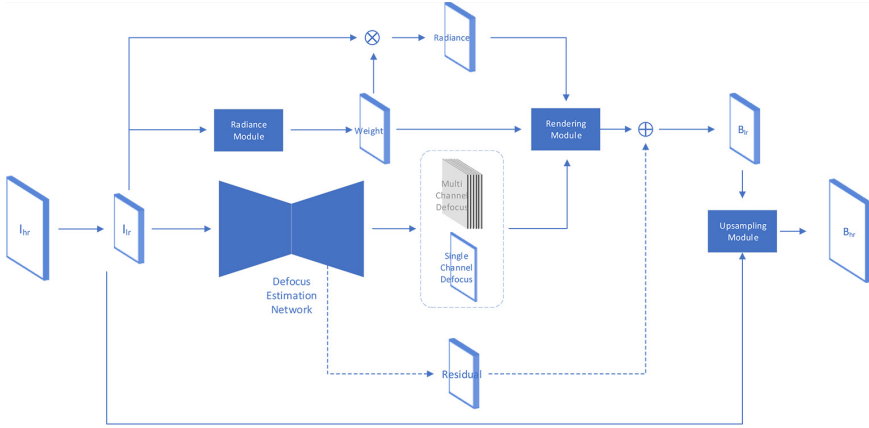 Radiance
Radiance
Module
Weight
Rendering
Module
B_lr
Multi
Channel
Defocus
I_hr
I_lr
Upsampling
Module
B_hr
Single
Channel
Defocus
Defocus
Estimation
Network
Residual